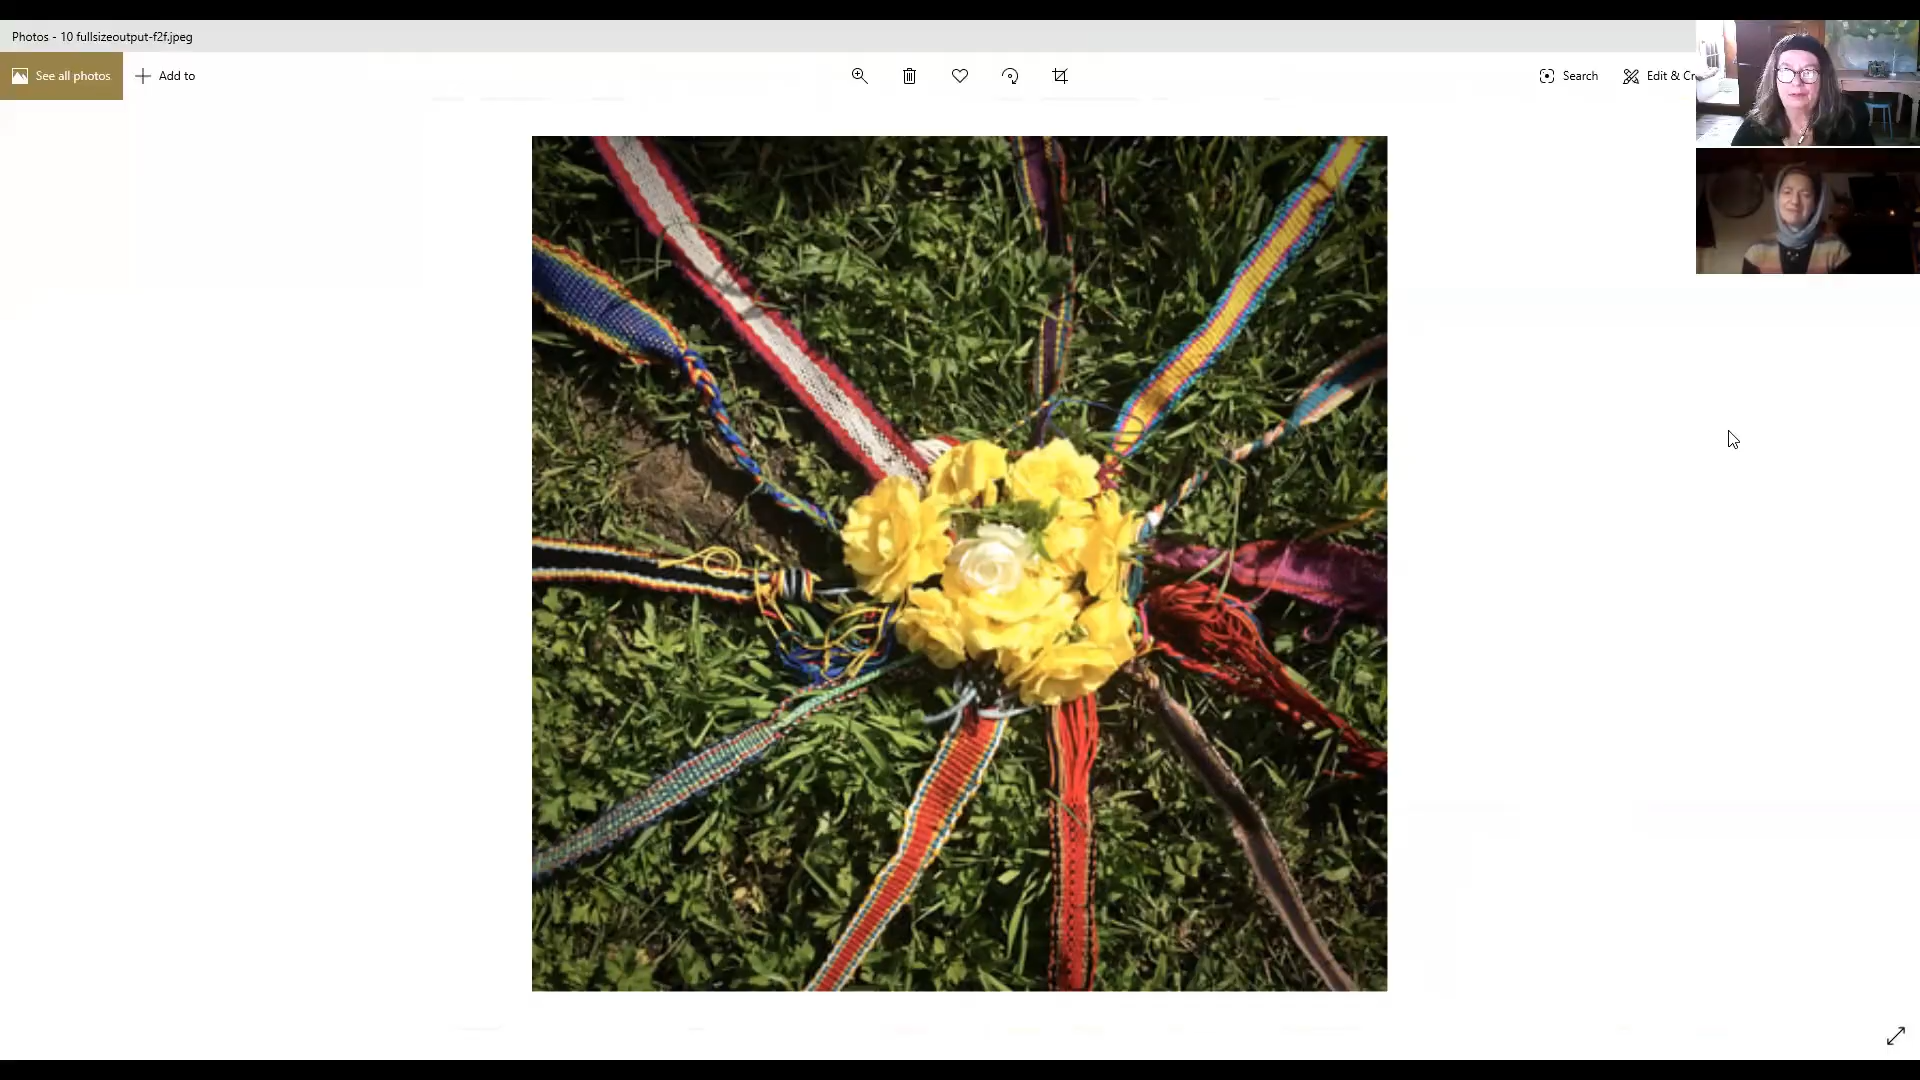 Photos - 10 fullsizeoutput-f2f.jpeg
See all photos
Add to
Search
Edit & Cr